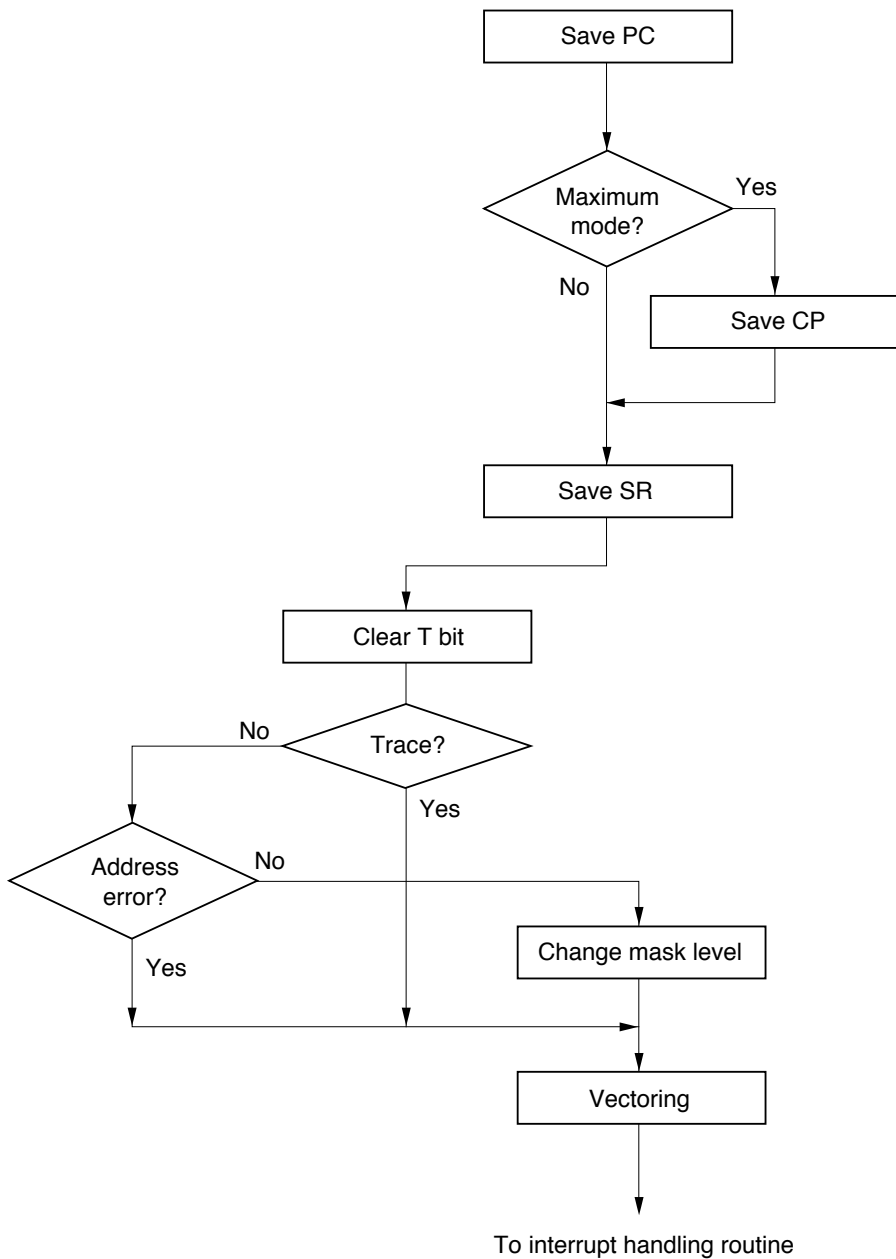 Save PC
Maximum
mode?
Yes
No
Save CP
Save SR
Clear T bit
Trace?
No
Yes
Address
error?
No
Yes
Change mask level
Vectoring
To interrupt handling routine